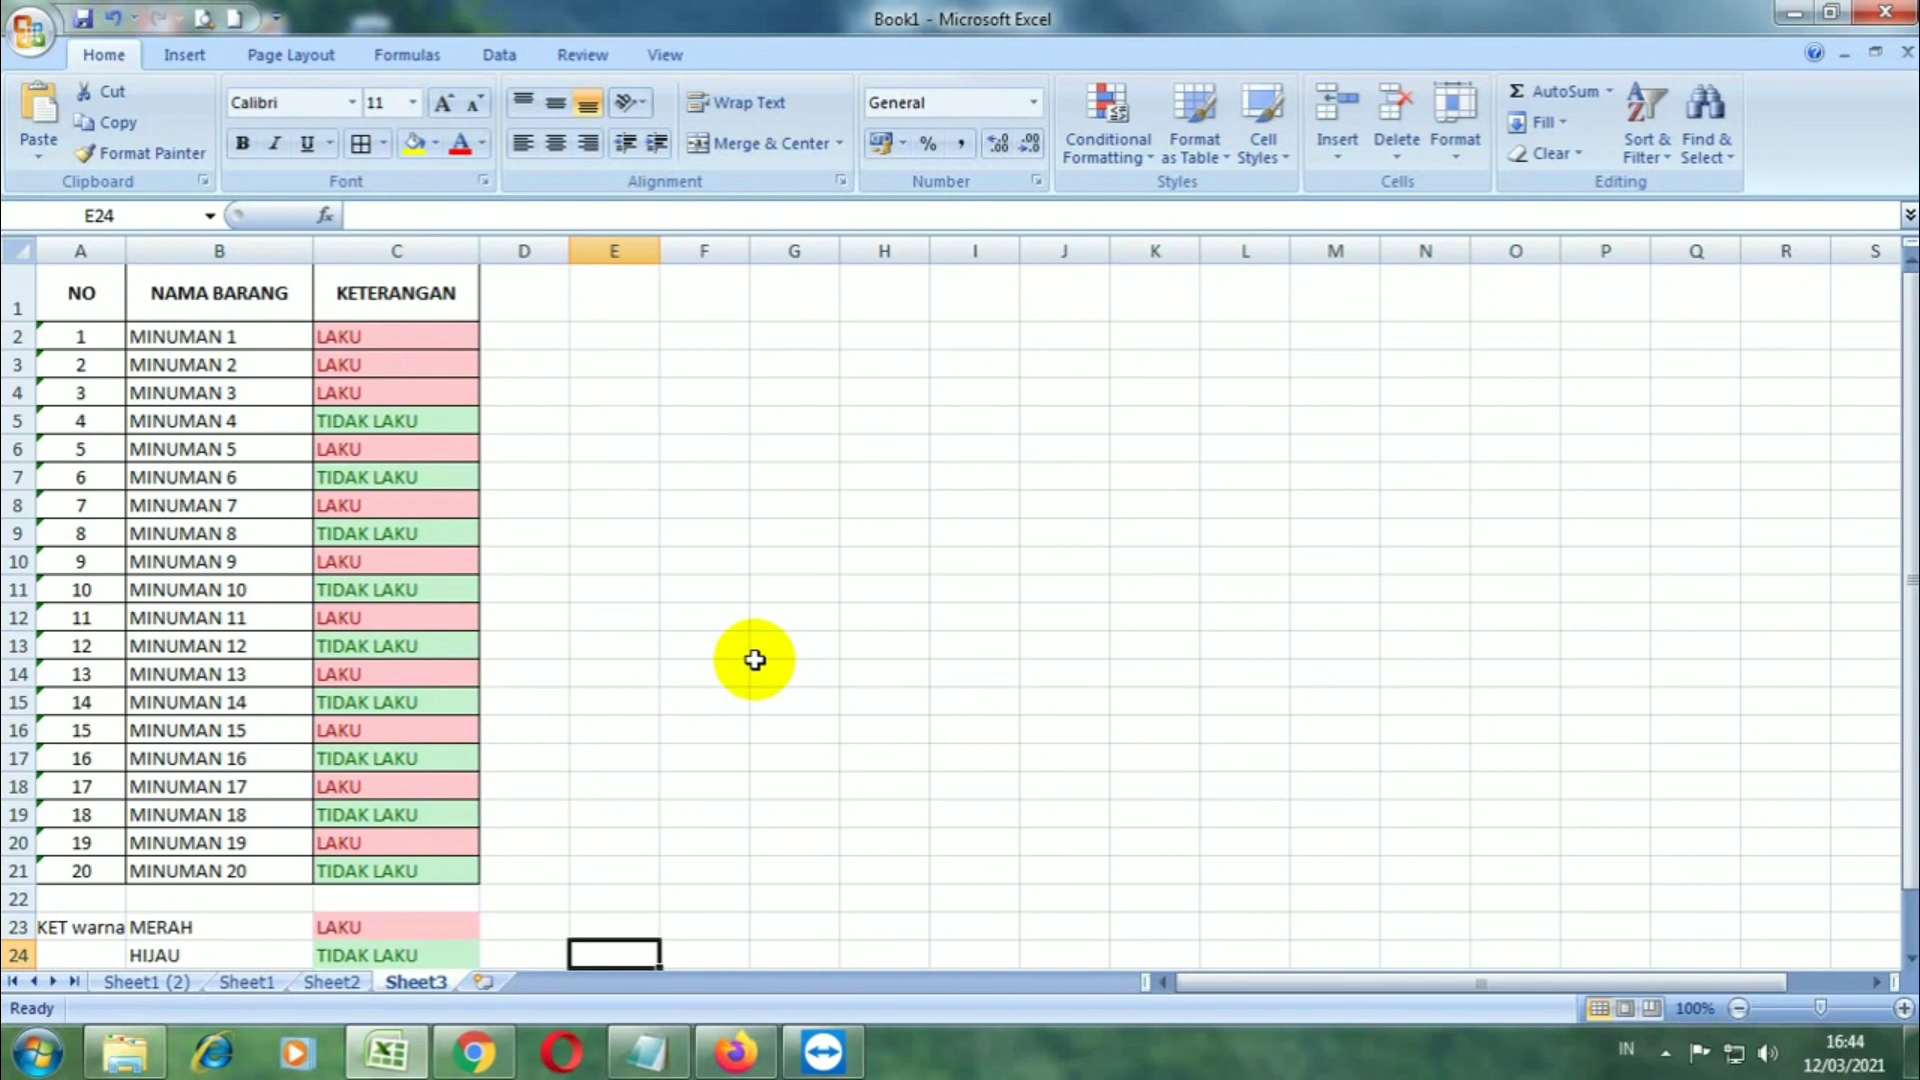 Book1 - Microsoft Excel
Home Insert Page Layout Formulas Data Review View
Paste
Cut
Copy
Format Painter
Clipboard
Calibri 11
B I U
Font
Wrap Text
Merge & Center
Alignment
General
% ,
Number
Conditional Formatting
Format as Table
Cell Styles
Styles
Insert Delete Format
Cells
Σ AutoSum
Fill
Clear
Sort & Filter
Find & Select
Editing
E24 fx
A B C D E F G H I J K L M N O P Q R S
1 NO NAMA BARANG KETERANGAN
2 1 MINUMAN 1 LAKU
3 2 MINUMAN 2 LAKU
4 3 MINUMAN 3 LAKU
5 4 MINUMAN 4 TIDAK LAKU
6 5 MINUMAN 5 LAKU
7 6 MINUMAN 6 TIDAK LAKU
8 7 MINUMAN 7 LAKU
9 8 MINUMAN 8 TIDAK LAKU
10 9 MINUMAN 9 LAKU
11 10 MINUMAN 10 TIDAK LAKU
12 11 MINUMAN 11 LAKU
13 12 MINUMAN 12 TIDAK LAKU
14 13 MINUMAN 13 LAKU
15 14 MINUMAN 14 TIDAK LAKU
16 15 MINUMAN 15 LAKU
17 16 MINUMAN 16 TIDAK LAKU
18 17 MINUMAN 17 LAKU
19 18 MINUMAN 18 TIDAK LAKU
20 19 MINUMAN 19 LAKU
21 20 MINUMAN 20 TIDAK LAKU
22
23 KET warna MERAH LAKU
24 HIJAU TIDAK LAKU
Sheet1 (2) Sheet1 Sheet2 Sheet3
Ready 100%
IN 16:44
12/03/2021